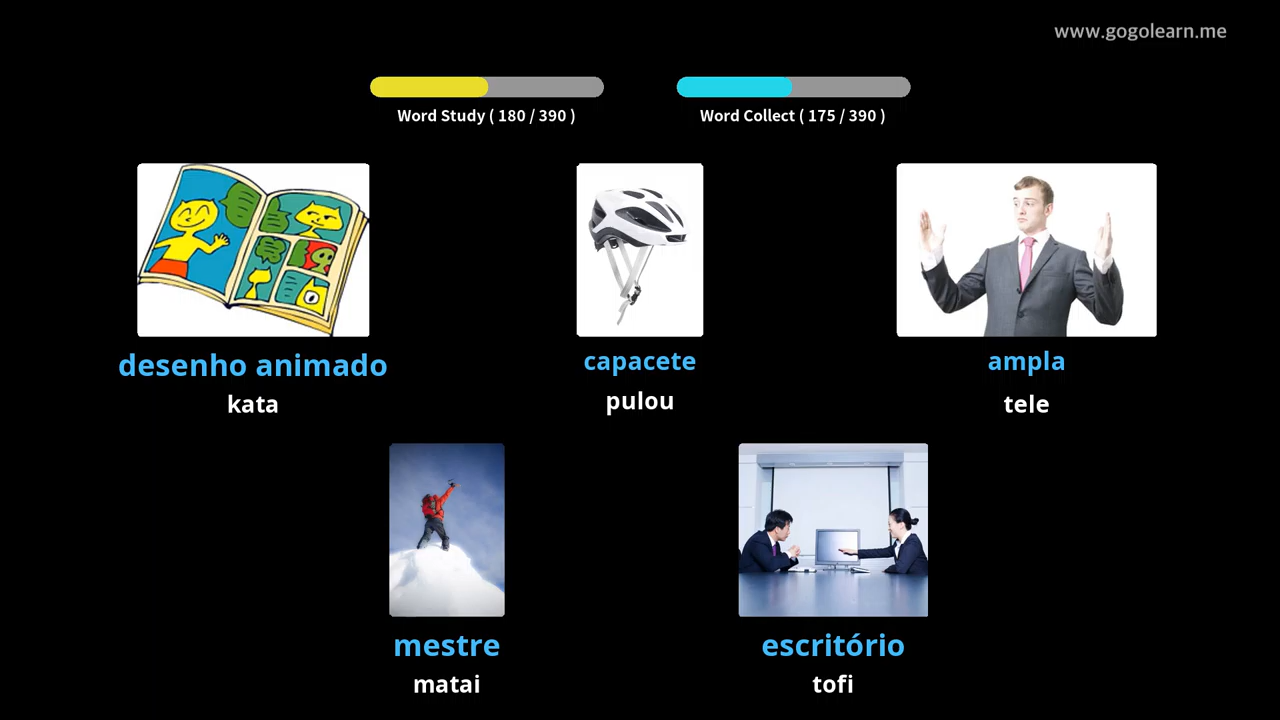 www.gogolearn.me
Word Study ( 180 / 390 )
Word Collect ( 175 / 390 )
desenho animado
kata
capacete
pulou
ampla
tele
mestre
matai
escritório
tofi